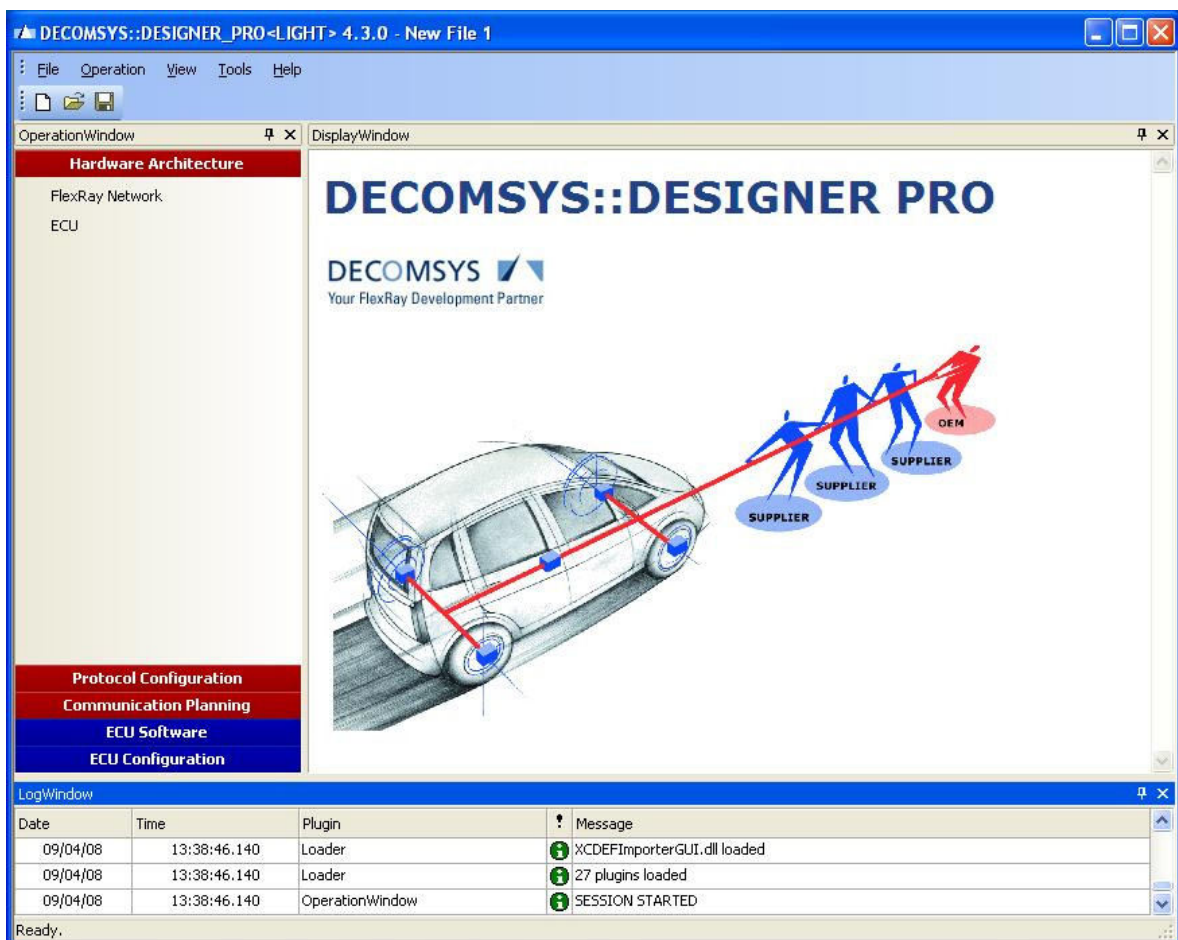 DECOMSYS::DESIGNER_PRO<LIGHT> 4.3.0 - New File 1
File Operation View Tools Help
OperationWindow
DisplayWindow
Hardware Architecture
FlexRay Network
ECU
DECOMSYS::DESIGNER PRO
DECOMSYS
Your FlexRay Development Partner
OEM
SUPPLIER
SUPPLIER
SUPPLIER
Protocol Configuration
Communication Planning
ECU Software
ECU Configuration
LogWindow
Date Time Plugin ! Message
09/04/08 13:38:46.140 Loader XCDEFImporterGUI.dll loaded
09/04/08 13:38:46.140 Loader 27 plugins loaded
09/04/08 13:38:46.140 OperationWindow SESSION STARTED
Ready.